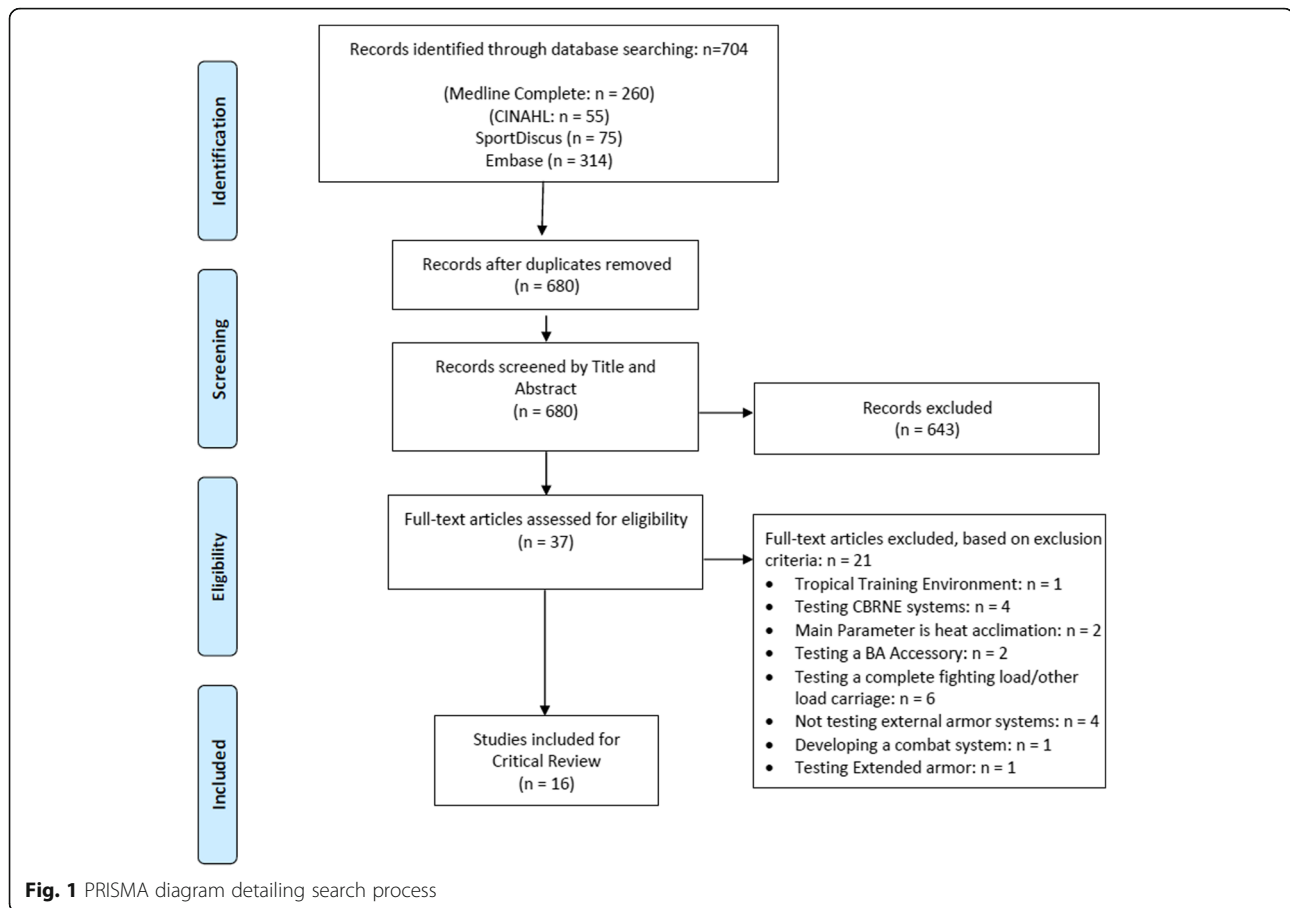 Records identified through database searching: n=704
(Medline Complete: n = 260)
(CINAHL: n = 55)
SportDiscus (n = 75)
Embase (n = 314)
Identification
Records after duplicates removed
(n = 680)
Screening
Records screened by Title and
Abstract
(n = 680)
Records excluded
(n = 643)
Eligibility
Full-text articles assessed for eligibility
(n = 37)
Full-text articles excluded, based on exclusion
criteria: n = 21
• Tropical Training Environment: n = 1
• Testing CBRNE systems: n = 4
• Main Parameter is heat acclimation: n = 2
• Testing a BA Accessory: n = 2
• Testing a complete fighting load/other
load carriage: n = 6
• Not testing external armor systems: n = 4
• Developing a combat system: n = 1
• Testing Extended armor: n = 1
Included
Studies included for
Critical Review
(n = 16)
Fig. 1 PRISMA diagram detailing search process